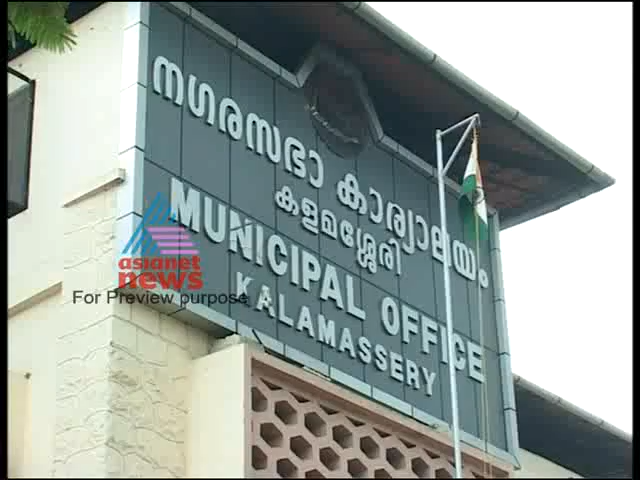 നഗരസഭാ കാര്യാലയം
കളമശ്ശേരി
MUNICIPAL OFFICE
KALAMASSERY
asianet
news
For Preview purpose